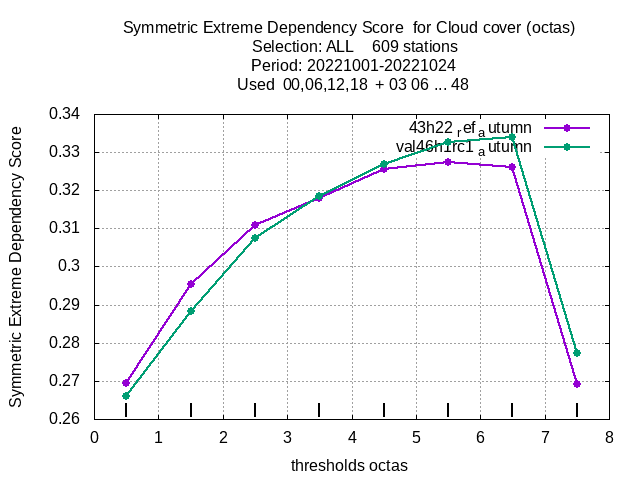 Symmetric Extreme Dependency Score for Cloud cover (octas)
Selection: ALL 609 stations
Period: 20221001-20221024
Used 00,06,12,18 + 03 06 ... 48
43h22_ref_autumn
val46h1rc1_autumn
Symmetric Extreme Dependency Score
0.34
0.33
0.32
0.31
0.3
0.29
0.28
0.27
0.26
0 1 2 3 4 5 6 7 8
thresholds octas